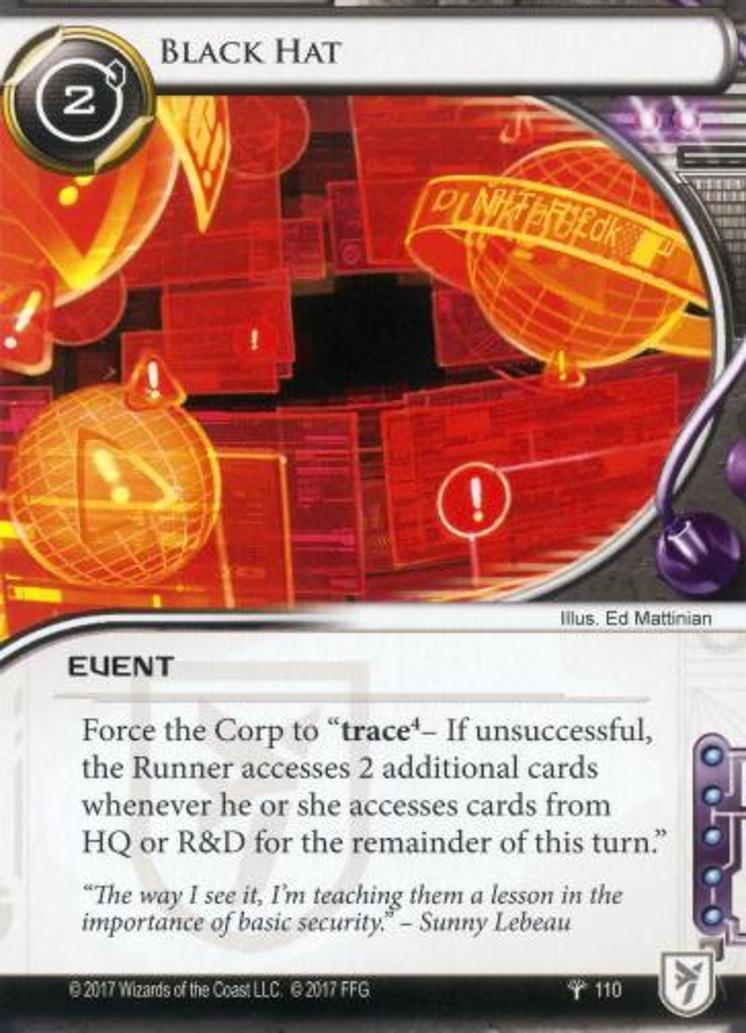 2
BLACK HAT
Illus. Ed Mattinian
EVENT
Force the Corp to “trace⁴– If unsuccessful,
the Runner accesses 2 additional cards
whenever he or she accesses cards from
HQ or R&D for the remainder of this turn.”
“The way I see it, I’m teaching them a lesson in the
importance of basic security.” – Sunny Lebeau
© 2017 Wizards of the Coast LLC. © 2017 FFG
110